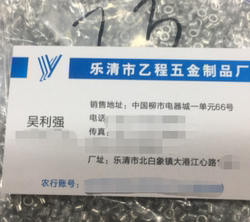 23
乐清市乙程五金制品厂
销售地址：中国柳市电器城一单元66号
吴利强
电话：
传真：
厂址：乐清市北白象镇大港江心路
农行账号：